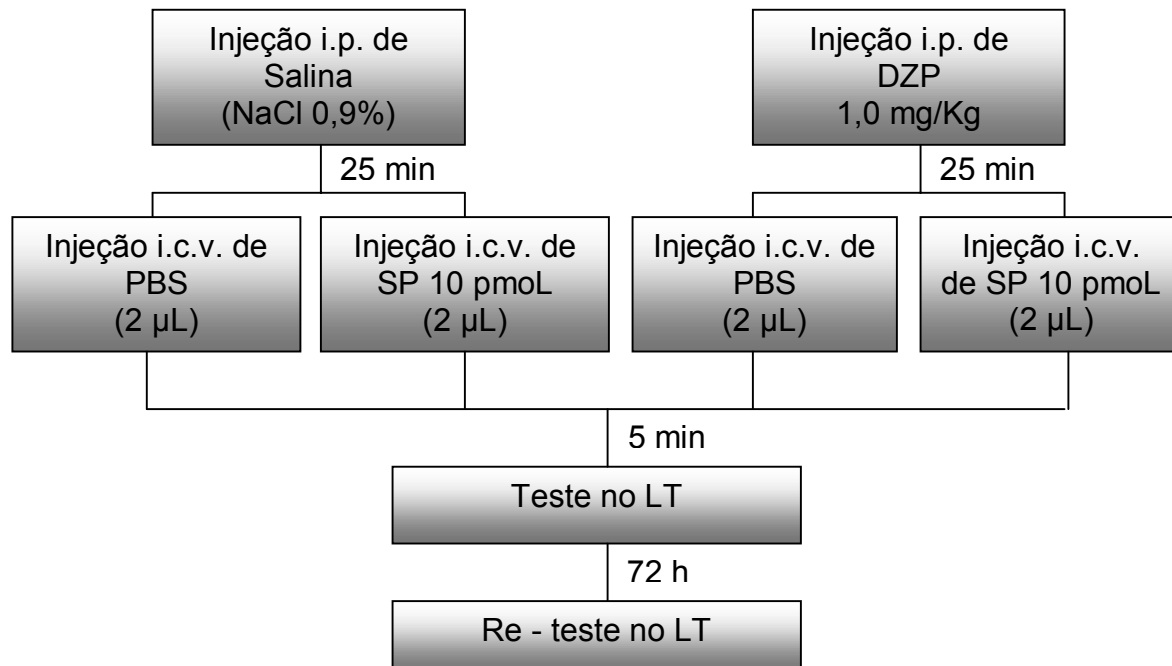 Injeção i.p. de
Salina
(NaCl 0,9%)
Injeção i.p. de
DZP
1,0 mg/Kg
25 min
25 min
Injeção i.c.v. de
PBS
(2 µL)
Injeção i.c.v. de
SP 10 pmoL
(2 µL)
Injeção i.c.v. de
PBS
(2 µL)
Injeção i.c.v.
de SP 10 pmoL
(2 µL)
5 min
Teste no LT
72 h
Re - teste no LT